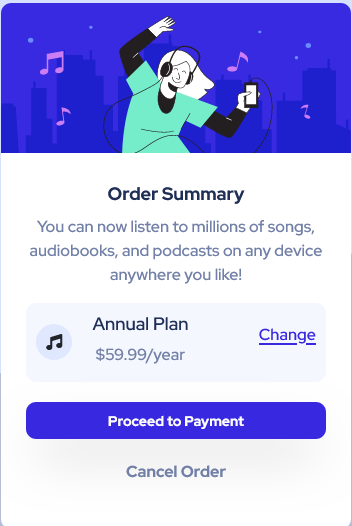 Order Summary
You can now listen to millions of songs,
audiobooks, and podcasts on any device
anywhere you like!
Annual Plan
$59.99/year
Change
Proceed to Payment
Cancel Order